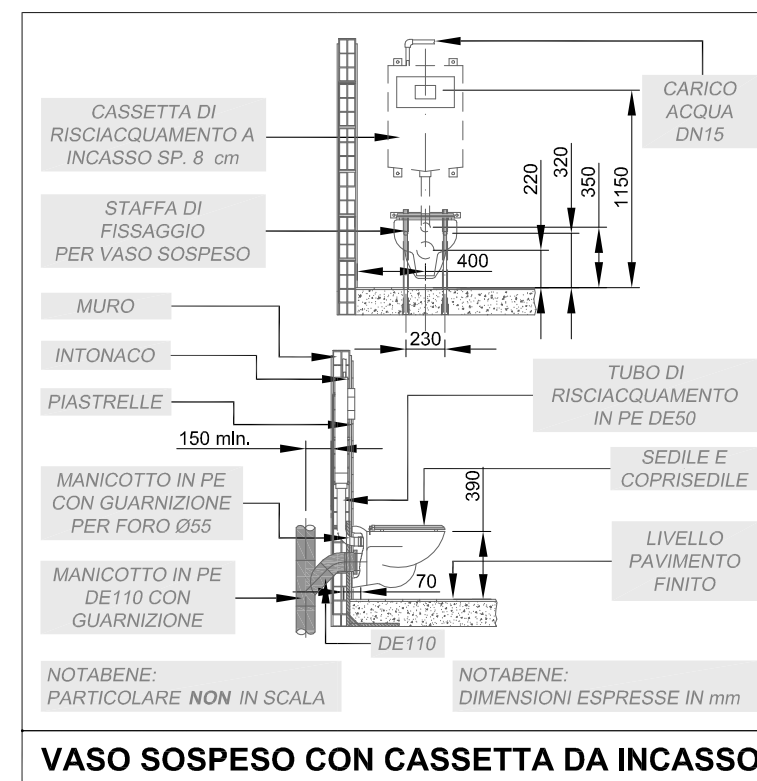 CARICO
ACQUA
DN15
CASSETTA DI
RISCIACQUAMENTO A
INCASSO SP. 8 cm
320
220
350
1150
STAFFA DI
FISSAGGIO
PER VASO SOSPESO
400
MURO
230
INTONACO
TUBO DI
RISCIACQUAMENTO
IN PE DE50
PIASTRELLE
150 mIn.
SEDILE E
COPRISEDILE
MANICOTTO IN PE
CON GUARNIZIONE
PER FORO Ø55
390
LIVELLO
PAVIMENTO
FINITO
MANICOTTO IN PE
DE110 CON
GUARNIZIONE
70
DE110
NOTABENE:
PARTICOLARE NON IN SCALA
NOTABENE:
DIMENSIONI ESPRESSE IN mm
VASO SOSPESO CON CASSETTA DA INCASSO